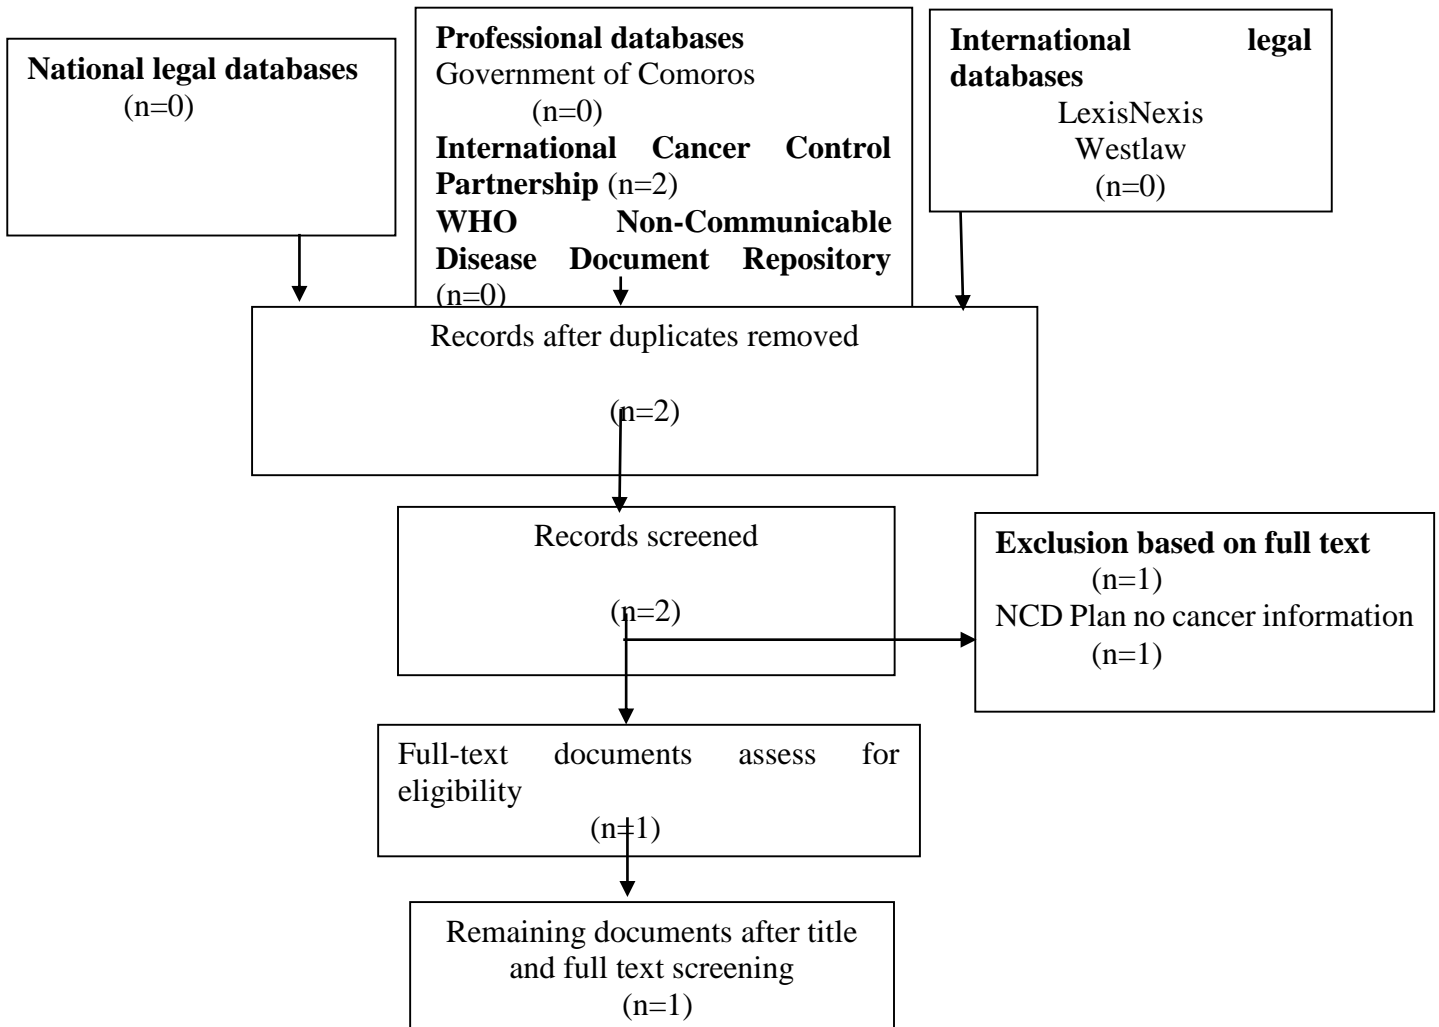 National legal databases
(n=0)
Professional databases
Government of Comoros
(n=0)
International Cancer Control
Partnership (n=2)
WHO Non-Communicable
Disease Document Repository
(n=0)
International legal
databases
LexisNexis
Westlaw
(n=0)
Records after duplicates removed
(n=2)
Records screened
(n=2)
Exclusion based on full text
(n=1)
NCD Plan no cancer information
(n=1)
Full-text documents assess for
eligibility
(n=1)
Remaining documents after title
and full text screening
(n=1)